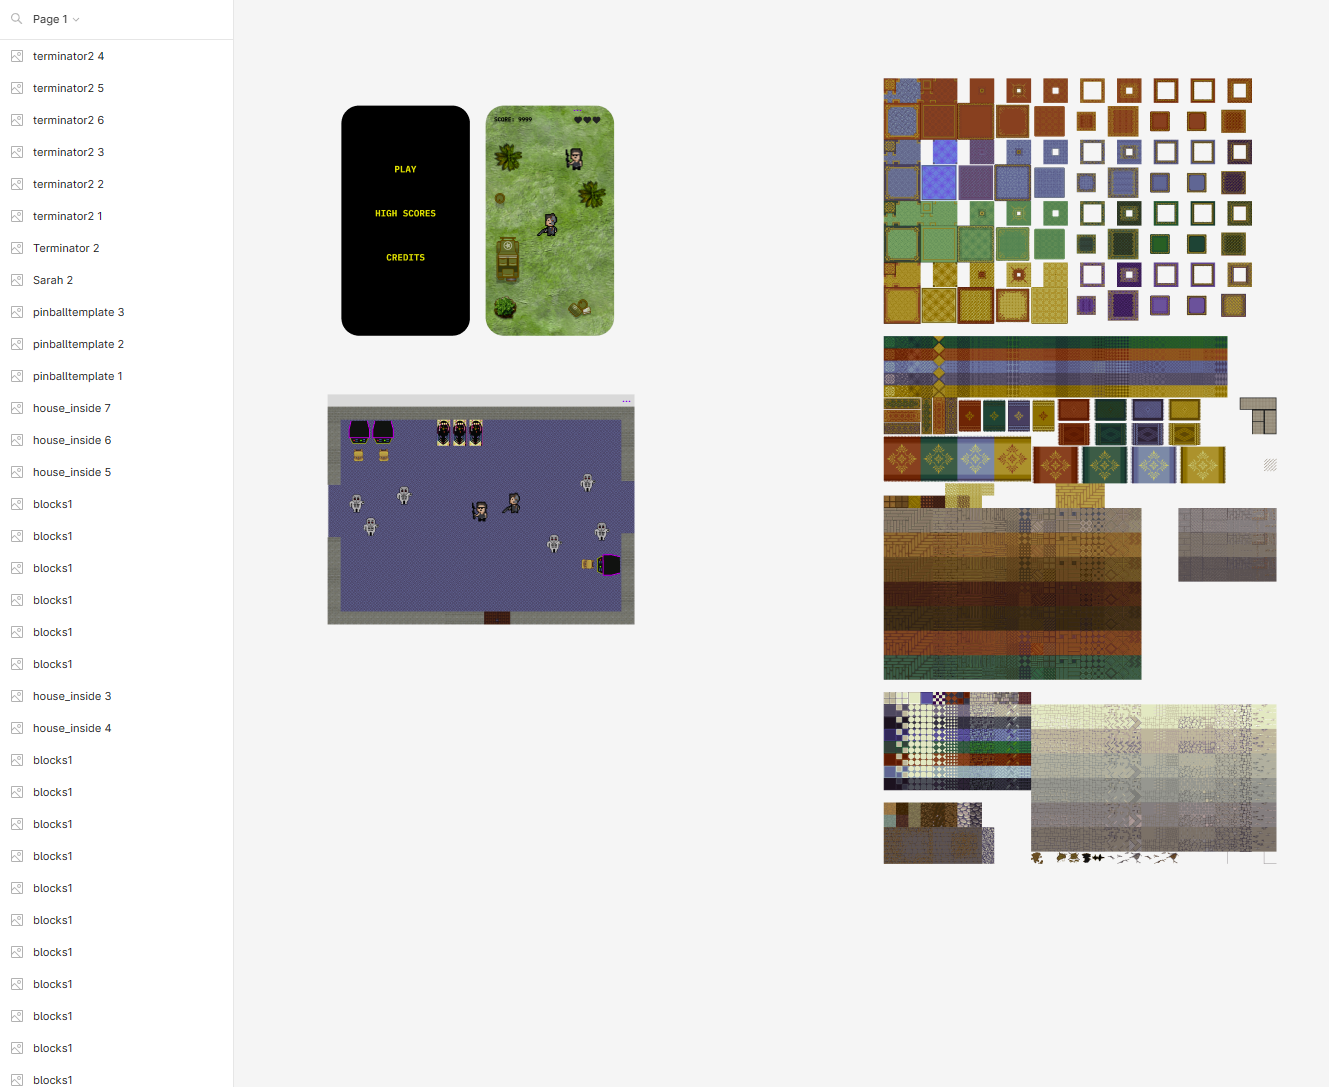 Page 1
terminator2 4
terminator2 5
terminator2 6
terminator2 3
terminator2 2
terminator2 1
Terminator 2
Sarah 2
pinballtemplate 3
pinballtemplate 2
pinballtemplate 1
house_inside 7
house_inside 6
house_inside 5
blocks1
blocks1
blocks1
blocks1
blocks1
blocks1
house_inside 3
house_inside 4
blocks1
blocks1
blocks1
blocks1
blocks1
blocks1
blocks1
blocks1
blocks1
blocks1
blocks1
PLAY
HIGH SCORES
CREDITS
SCORE: 9999